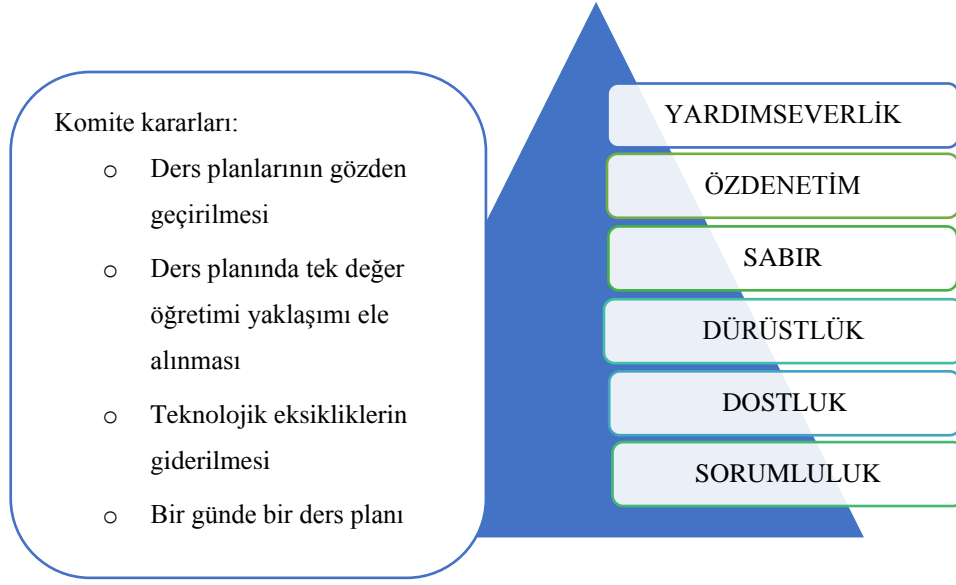 Komite kararları:
o Ders planlarının gözden
geçirilmesi
o Ders planında tek değer
öğretimi yaklaşımı ele
alınması
o Teknolojik eksikliklerin
giderilmesi
o Bir günde bir ders planı
YARDIMSEVERLİK
ÖZDENETİM
SABIR
DÜRÜSTLÜK
DOSTLUK
SORUMLULUK